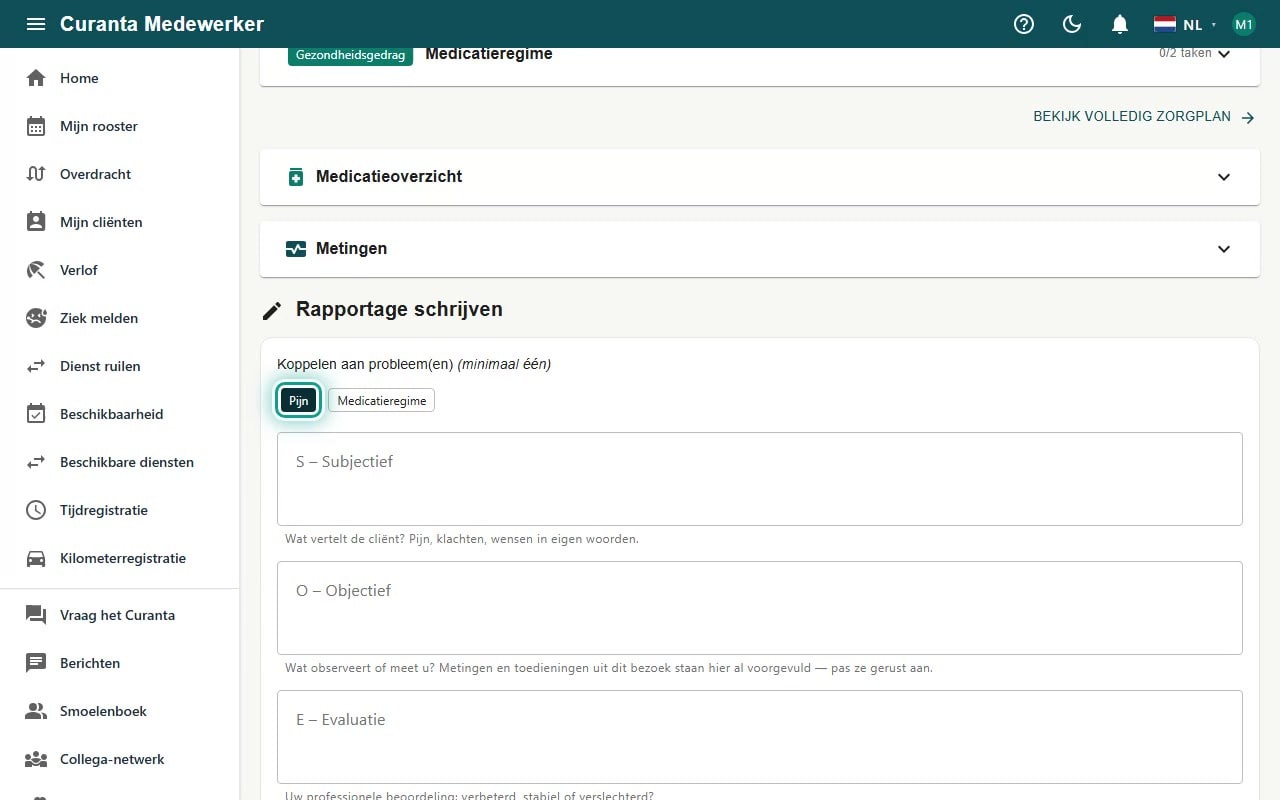 Curanta Medewerker
NL
M1
Home
Mijn rooster
Overdracht
Mijn cliënten
Verlof
Ziek melden
Dienst ruilen
Beschikbaarheid
Beschikbare diensten
Tijdregistratie
Kilometerregistratie
Vraag het Curanta
Berichten
Smoelenboek
Collega-netwerk
Gezondheidsgedrag Medicatieregime 0/2 taken
BEKIJK VOLLEDIG ZORGPLAN
Medicatieoverzicht
Metingen
Rapportage schrijven
Koppelen aan probleem(en) (minimaal één)
Pijn Medicatieregime
S – Subjectief
Wat vertelt de cliënt? Pijn, klachten, wensen in eigen woorden.
O – Objectief
Wat observeert of meet u? Metingen en toedieningen uit dit bezoek staan hier al voorgevuld — pas ze gerust aan.
E – Evaluatie
Uw professionele beoordeling: verbeterd, stabiel of verslechterd?